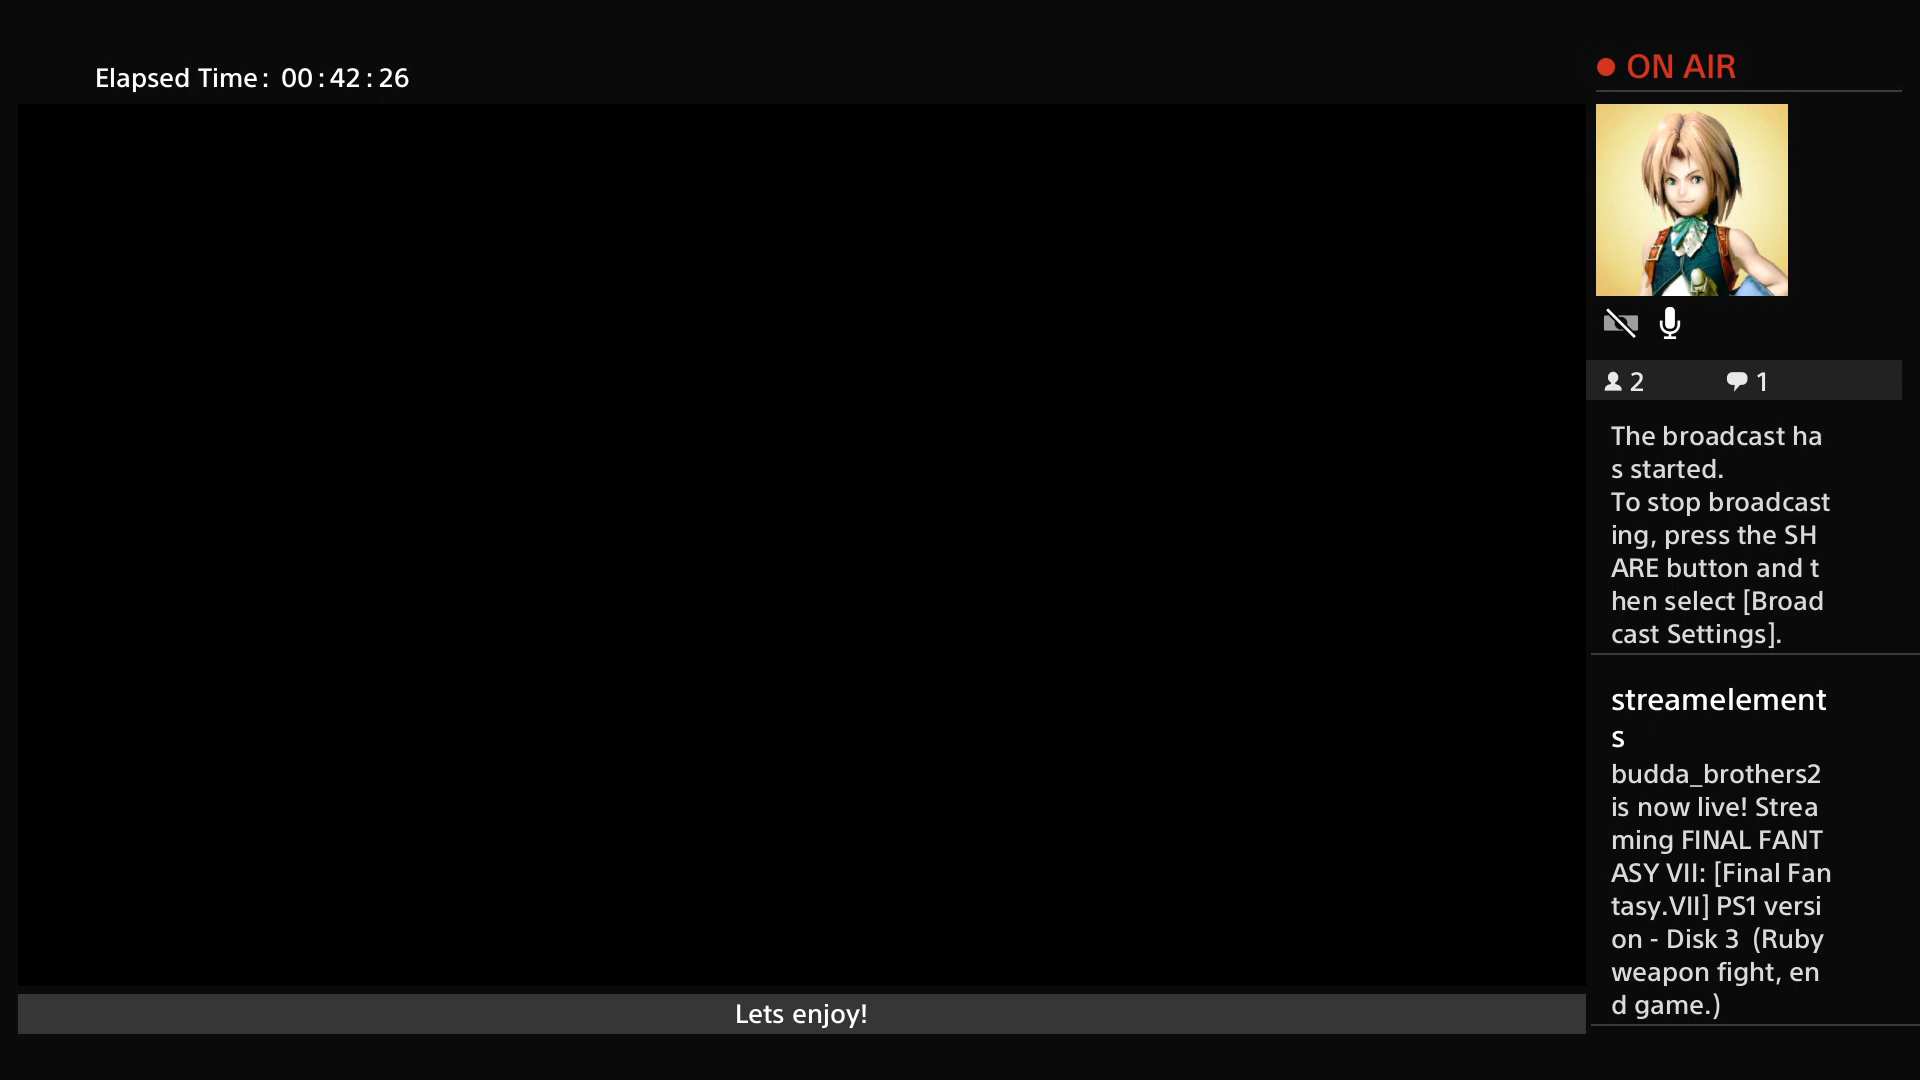 Elapsed Time: 00:42:26
ON AIR
2
1
The broadcast ha
s started.
To stop broadcast
ing, press the SH
ARE button and t
hen select [Broad
cast Settings].
streamelement
s
budda_brothers2
is now live! Strea
ming FINAL FANT
ASY VII: [Final Fan
tasy.VII] PS1 versi
on - Disk 3  (Ruby
weapon fight, en
d game.)
Lets enjoy!